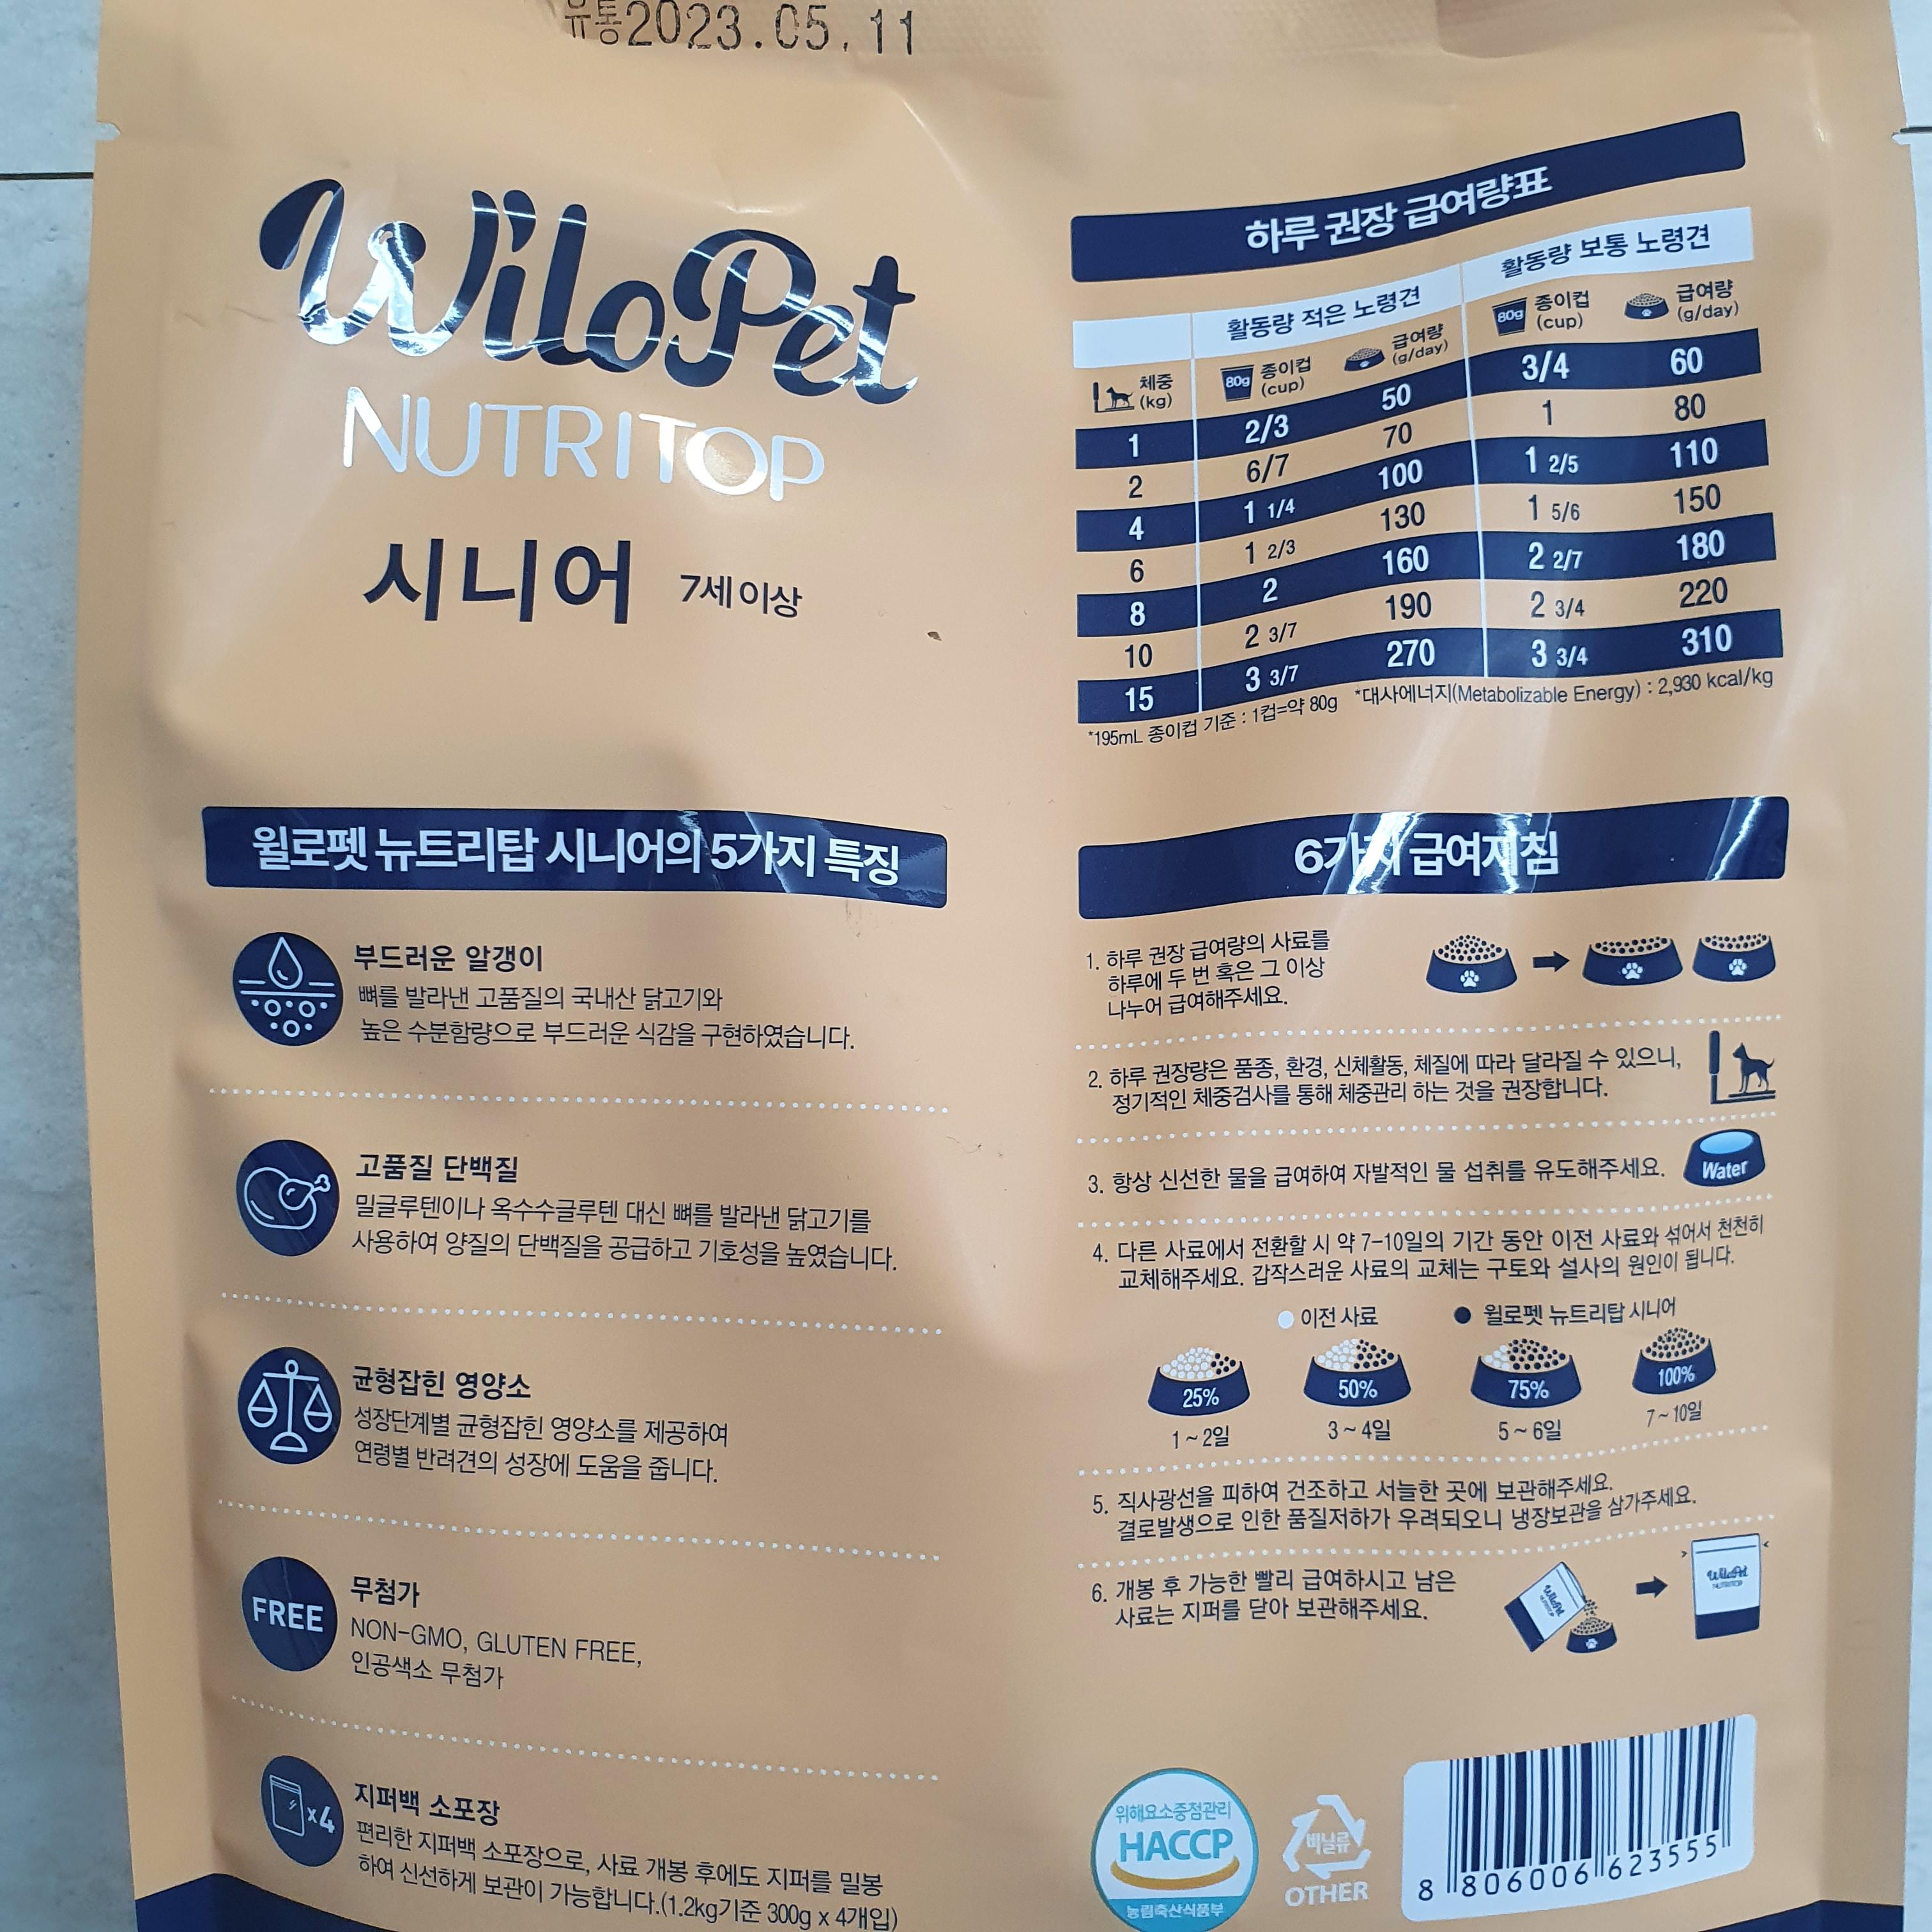 유통2023.05.11
WiloPet
NUTRITOP
시니어 7세 이상
하루 권장 급여량표
활동량 적은 노령견 활동량 보통 노령견
체중 (kg) 80g 종이컵 (cup) 급여량 (g/day) 80g 종이컵 (cup) 급여량 (g/day)
1 2/3 50 3/4 60
2 6/7 70 1 80
4 1 1/4 100 1 2/5 110
6 1 2/3 130 1 5/6 150
8 2 160 2 2/7 180
10 2 3/7 190 2 3/4 220
15 3 3/7 270 3 3/4 310
*195mL 종이컵 기준 : 1컵=약 80g *대사에너지(Metabolizable Energy) : 2,930 kcal/kg
윌로펫 뉴트리탑 시니어의 5가지 특징
부드러운 알갱이
뼈를 발라낸 고품질의 국내산 닭고기와
높은 수분함량으로 부드러운 식감을 구현하였습니다.
고품질 단백질
밀글루텐이나 옥수수글루텐 대신 뼈를 발라낸 닭고기를
사용하여 양질의 단백질을 공급하고 기호성을 높였습니다.
균형잡힌 영양소
성장단계별 균형잡힌 영양소를 제공하여
연령별 반려견의 성장에 도움을 줍니다.
FREE
무첨가
NON-GMO, GLUTEN FREE,
인공색소 무첨가
x4
지퍼백 소포장
편리한 지퍼백 소포장으로, 사료 개봉 후에도 지퍼를 밀봉
하여 신선하게 보관이 가능합니다.(1.2kg기준 300g x 4개입)
6가지 급여지침
1. 하루 권장 급여량의 사료를
하루에 두 번 혹은 그 이상
나누어 급여해주세요.
2. 하루 권장량은 품종, 환경, 신체활동, 체질에 따라 달라질 수 있으니,
정기적인 체중검사를 통해 체중관리 하는 것을 권장합니다.
3. 항상 신선한 물을 급여하여 자발적인 물 섭취를 유도해주세요.
Water
4. 다른 사료에서 전환할 시 약 7-10일의 기간 동안 이전 사료와 섞어서 천천히
교체해주세요. 갑작스러운 사료의 교체는 구토와 설사의 원인이 됩니다.
이전 사료 윌로펫 뉴트리탑 시니어
25% 50% 75% 100%
1~2일 3~4일 5~6일 7~10일
5. 직사광선을 피하여 건조하고 서늘한 곳에 보관해주세요.
결로발생으로 인한 품질저하가 우려되오니 냉장보관을 삼가주세요.
6. 개봉 후 가능한 빨리 급여하시고 남은
사료는 지퍼를 닫아 보관해주세요.
WiloPet
NUTRITOP
WiloPet
NUTRITOP
위해요소중점관리
HACCP
농림축산식품부
비닐류
OTHER
8 806006 623555